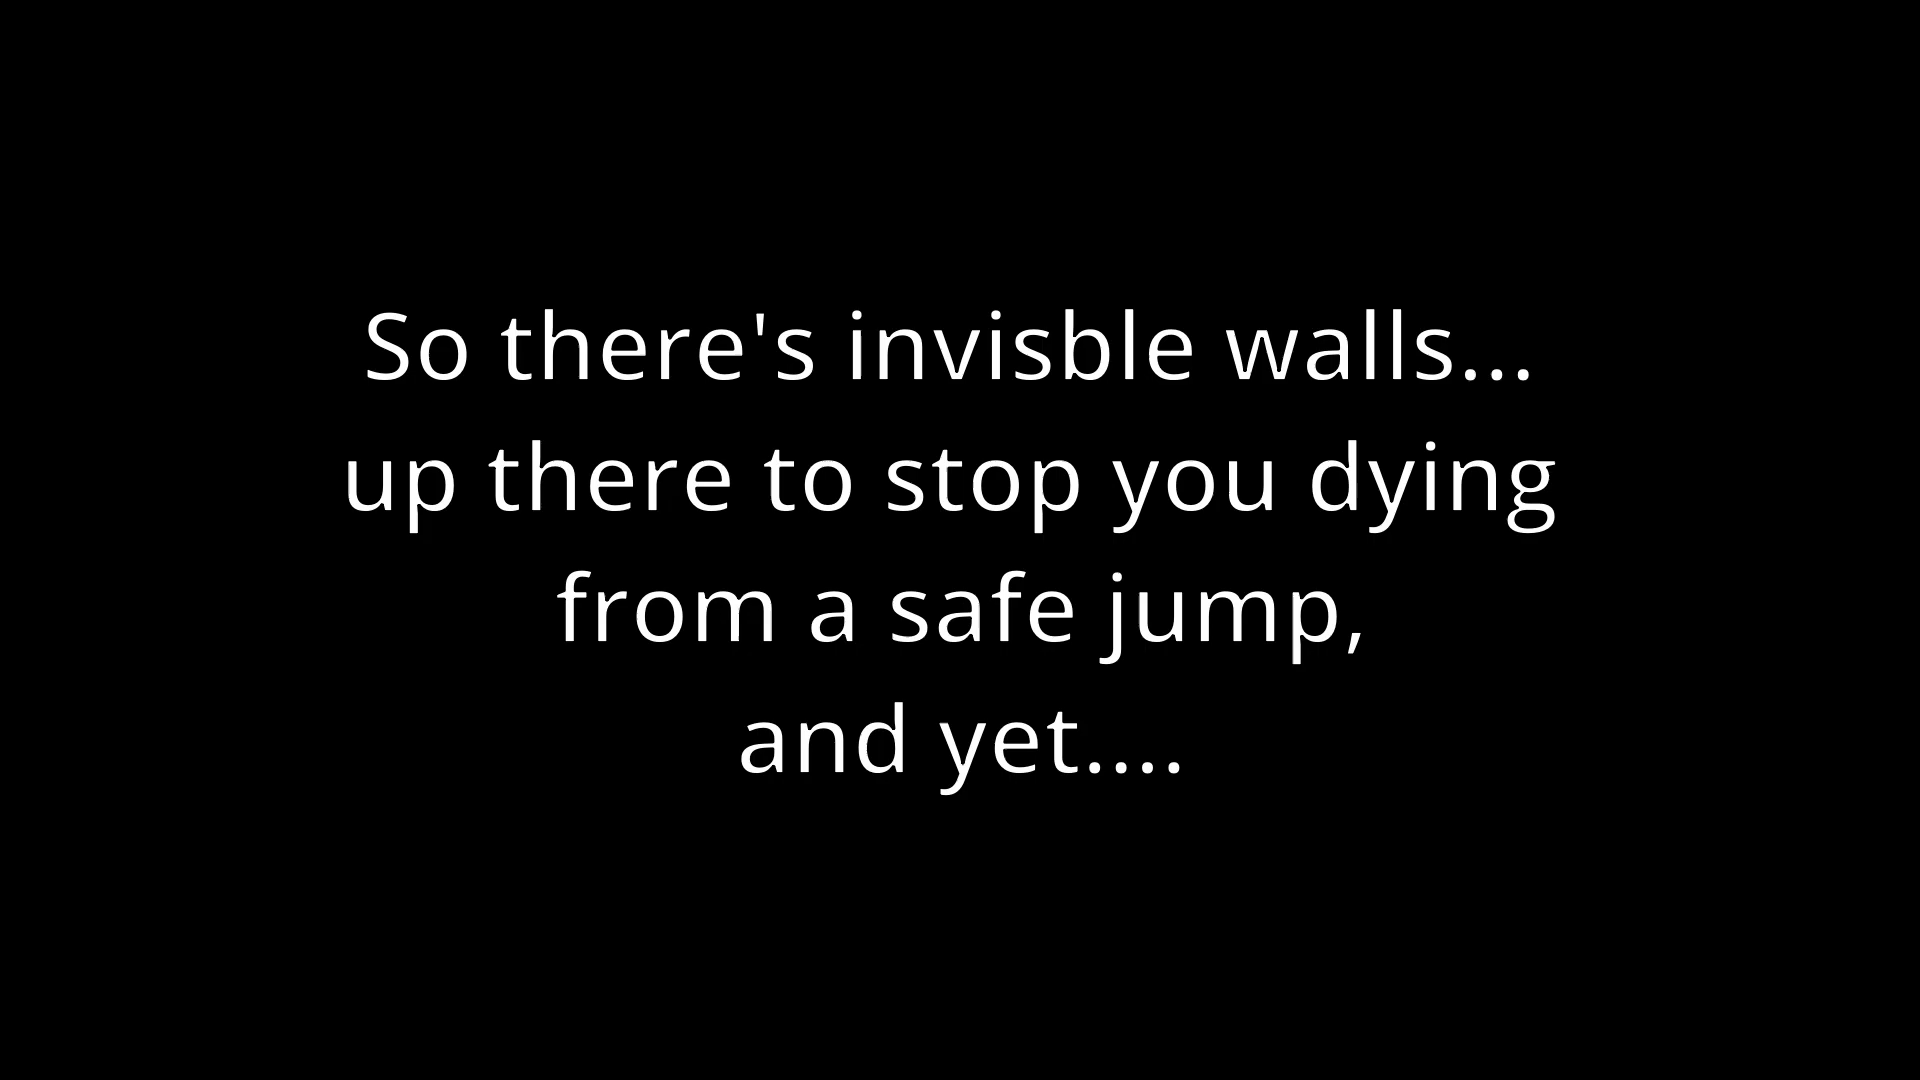 So there's invisble walls...
up there to stop you dying
from a safe jump,
and yet....